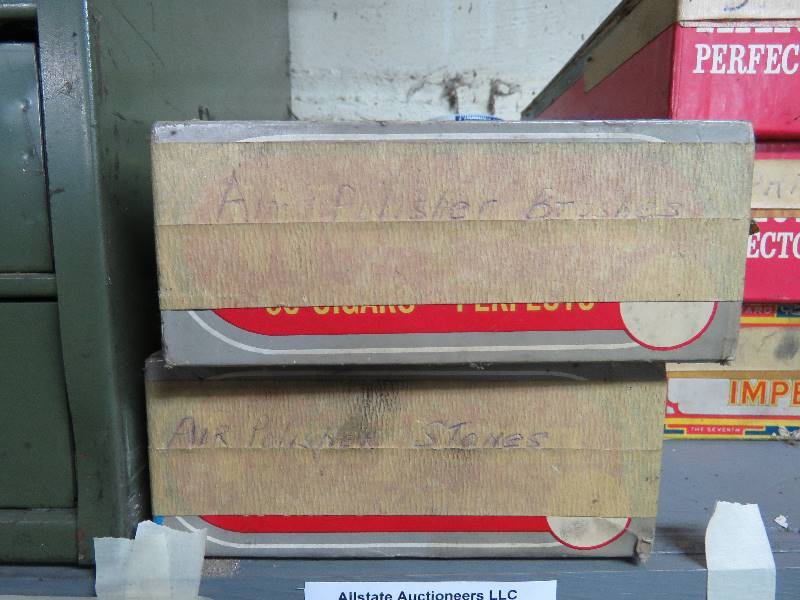 PERFEC
Air Polisher Brushes
ECTO
50 CIGARS PERFECTO
IMPE
THE SEVENTH
Air Polisher Stones
Allstate Auctioneers LLC